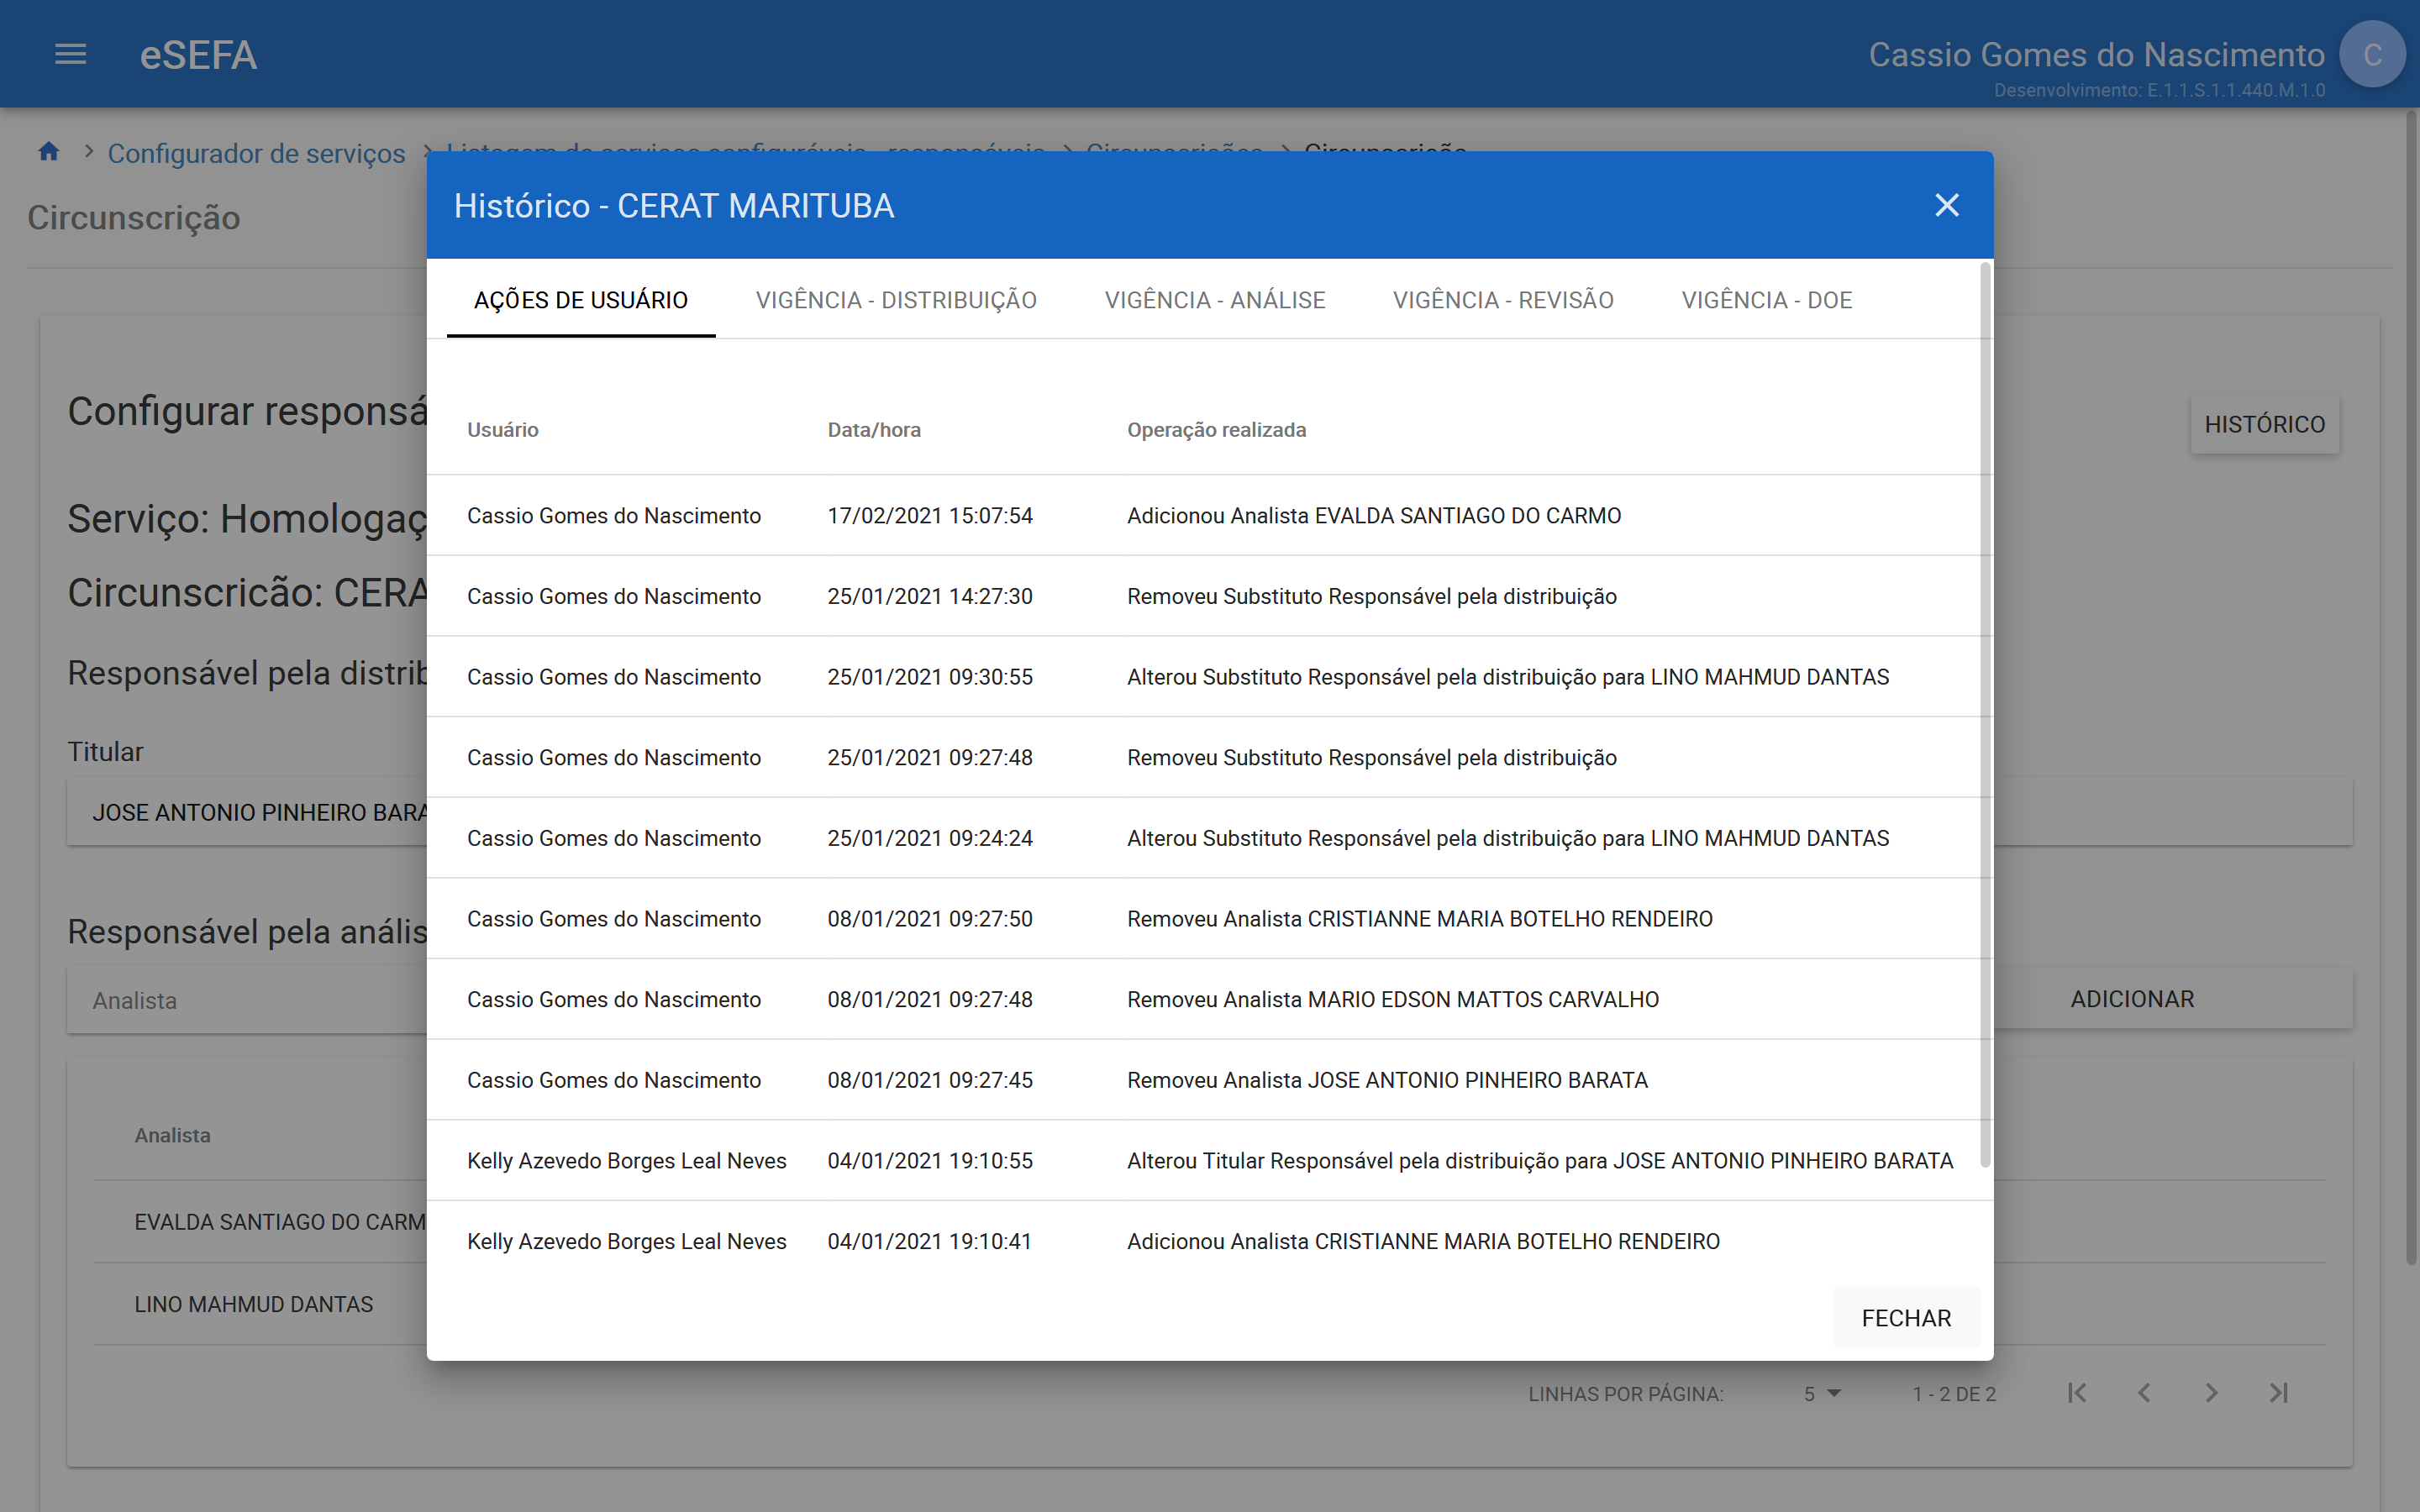 eSEFA
Cassio Gomes do Nascimento
C
Desenvolvimento: E.1.1.S.1.1.440.M.1.0
Configurador de serviços
Listagem de serviços configuráveis - responsáveis
Circunscrições
Circunscrição
Circunscrição
Histórico - CERAT MARITUBA
AÇÕES DE USUÁRIO VIGÊNCIA - DISTRIBUIÇÃO VIGÊNCIA - ANÁLISE VIGÊNCIA - REVISÃO VIGÊNCIA - DOE
Usuário Data/hora Operação realizada
Cassio Gomes do Nascimento 17/02/2021 15:07:54 Adicionou Analista EVALDA SANTIAGO DO CARMO
Cassio Gomes do Nascimento 25/01/2021 14:27:30 Removeu Substituto Responsável pela distribuição
Cassio Gomes do Nascimento 25/01/2021 09:30:55 Alterou Substituto Responsável pela distribuição para LINO MAHMUD DANTAS
Cassio Gomes do Nascimento 25/01/2021 09:27:48 Removeu Substituto Responsável pela distribuição
Cassio Gomes do Nascimento 25/01/2021 09:24:24 Alterou Substituto Responsável pela distribuição para LINO MAHMUD DANTAS
Cassio Gomes do Nascimento 08/01/2021 09:27:50 Removeu Analista CRISTIANNE MARIA BOTELHO RENDEIRO
Cassio Gomes do Nascimento 08/01/2021 09:27:48 Removeu Analista MARIO EDSON MATTOS CARVALHO
Cassio Gomes do Nascimento 08/01/2021 09:27:45 Removeu Analista JOSE ANTONIO PINHEIRO BARATA
Kelly Azevedo Borges Leal Neves 04/01/2021 19:10:55 Alterou Titular Responsável pela distribuição para JOSE ANTONIO PINHEIRO BARATA
Kelly Azevedo Borges Leal Neves 04/01/2021 19:10:41 Adicionou Analista CRISTIANNE MARIA BOTELHO RENDEIRO
FECHAR
Configurar responsá
HISTÓRICO
Serviço: Homologaç
Circunscricão: CERA
Responsável pela distrib
Titular
JOSE ANTONIO PINHEIRO BARA
Responsável pela anális
Analista
ADICIONAR
Analista
EVALDA SANTIAGO DO CARM
LINO MAHMUD DANTAS
LINHAS POR PÁGINA: 5 1 - 2 DE 2